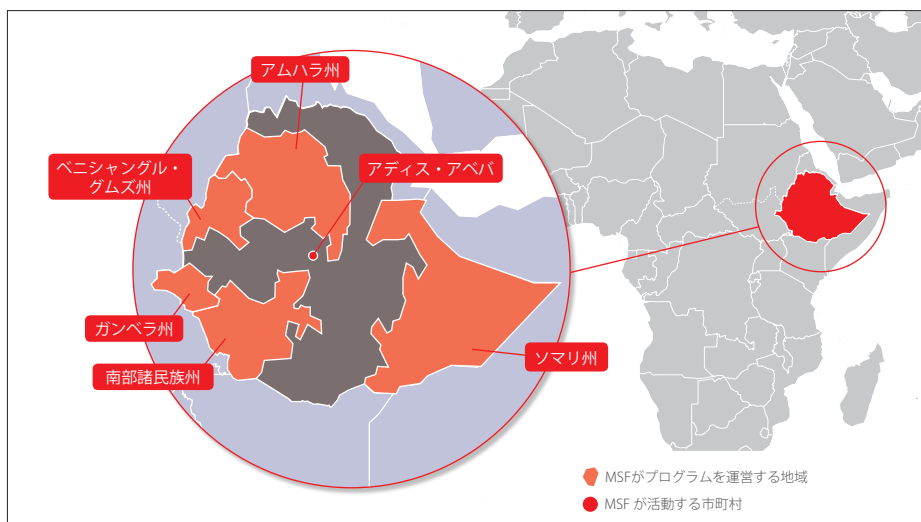 アムハラ州
ベニシャングル・
グムズ州
アディス・アベバ
ガンベラ州
南部諸民族州
ソマリ州
MSFがプログラムを運営する地域
MSF が活動する市町村